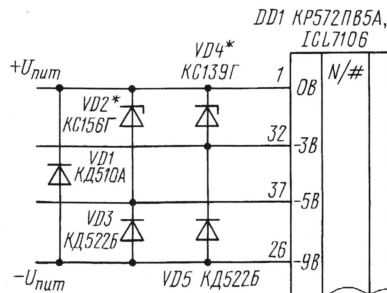 DD1 КР572ПВ5А,
ICL7106
VD4*
КС139Г
+Uпит
1
0В
N/#
VD2*
КС156Г
32
-3В
VD1
КД510А
37
-5В
VD3
КД522Б
26
-9В
-Uпит
VD5 КД522Б